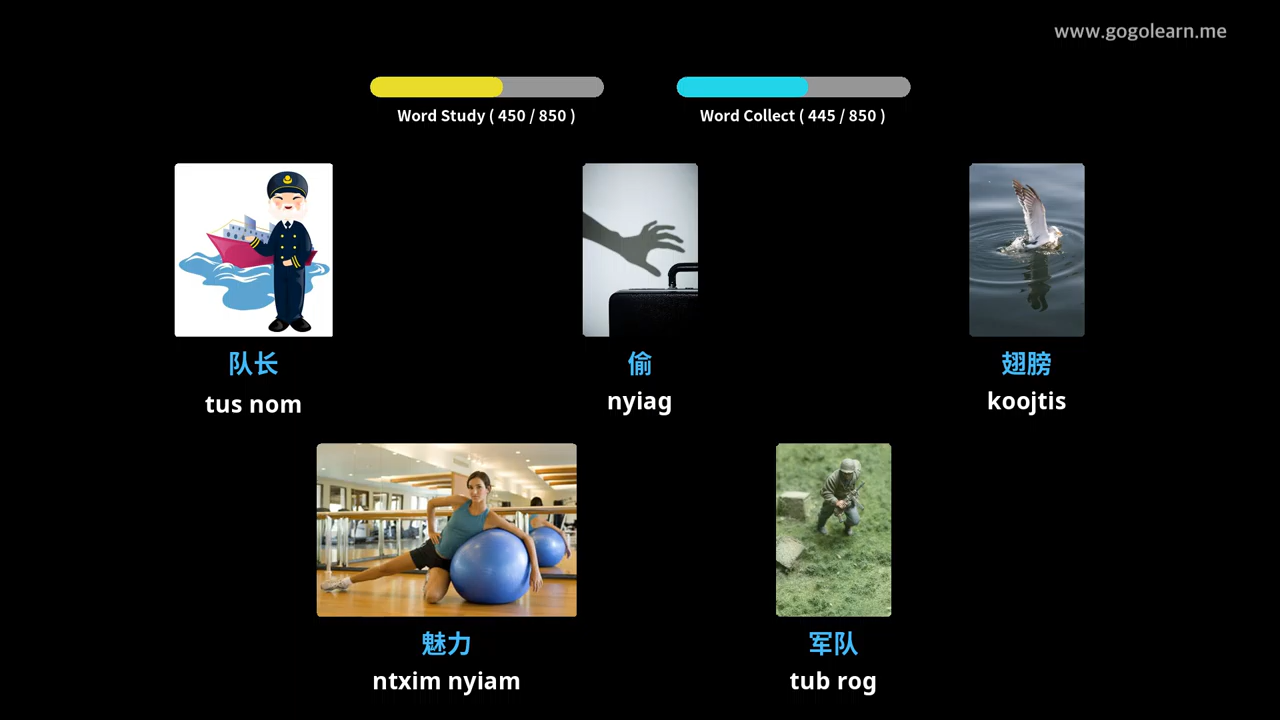 www.gogolearn.me
Word Study ( 450 / 850 )
Word Collect ( 445 / 850 )
队长
偷
翅膀
tus nom
nyiag
koojtis
魅力
军队
ntxim nyiam
tub rog